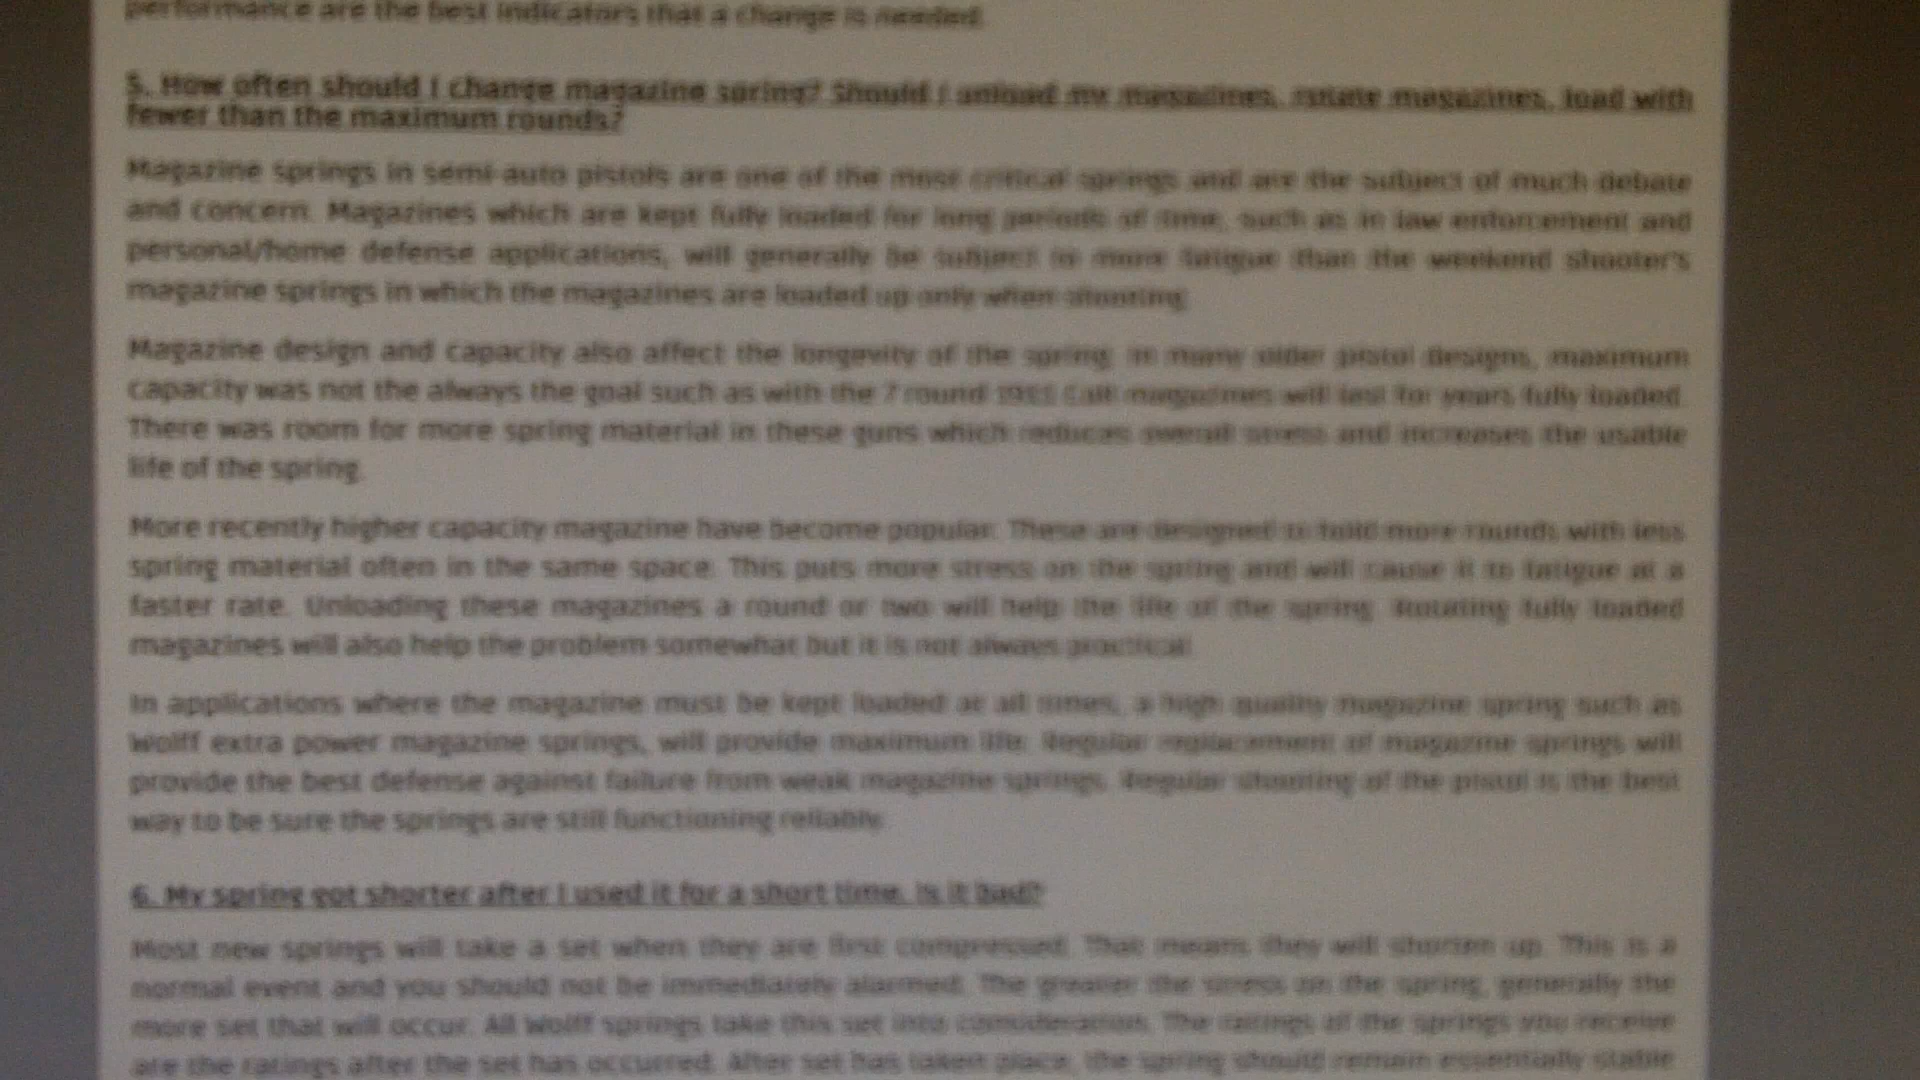 performance are the best indicators that a change is needed.
5. How often should I change magazine spring? Should I unload my magazines, rotate magazines, load with
fewer than the maximum rounds?
Magazine springs in semi-auto pistols are one of the most critical springs and are the subject of much debate
and concern. Magazines which are kept fully loaded for long periods of time, such as in law enforcement and
personal/home defense applications, will generally be subject to more fatigue than the weekend shooter's
magazine springs in which the magazines are loaded up only when shooting.
Magazine design and capacity also affect the longevity of the spring. In many older pistol designs, maximum
capacity was not the always the goal such as with the 7 round 1911 Colt magazines will last for years fully loaded.
There was room for more spring material in these guns which reduces overall stress and increases the usable
life of the spring.
More recently higher capacity magazine have become popular. These are designed to hold more rounds with less
spring material often in the same space. This puts more stress on the spring and will cause it to fatigue at a
faster rate. Unloading these magazines a round or two will help the life of the spring. Rotating fully loaded
magazines will also help the problem somewhat but it is not always practical.
In applications where the magazine must be kept loaded at all times, a high quality magazine spring such as
Wolff extra power magazine springs, will provide maximum life. Regular replacement of magazine springs will
provide the best defense against failure from weak magazine springs. Regular shooting of the pistol is the best
way to be sure the springs are still functioning reliably.
6. My spring got shorter after I used it for a short time. Is it bad?
Most new springs will take a set when they are first compressed. That means they will shorten up. This is a
normal event and you should not be immediately alarmed. The greater the stress on the spring, generally the
more set that will occur. All Wolff springs take this set into consideration. The ratings of the springs you receive
are the ratings after the set has occurred. After set has taken place, the spring should remain essentially stable